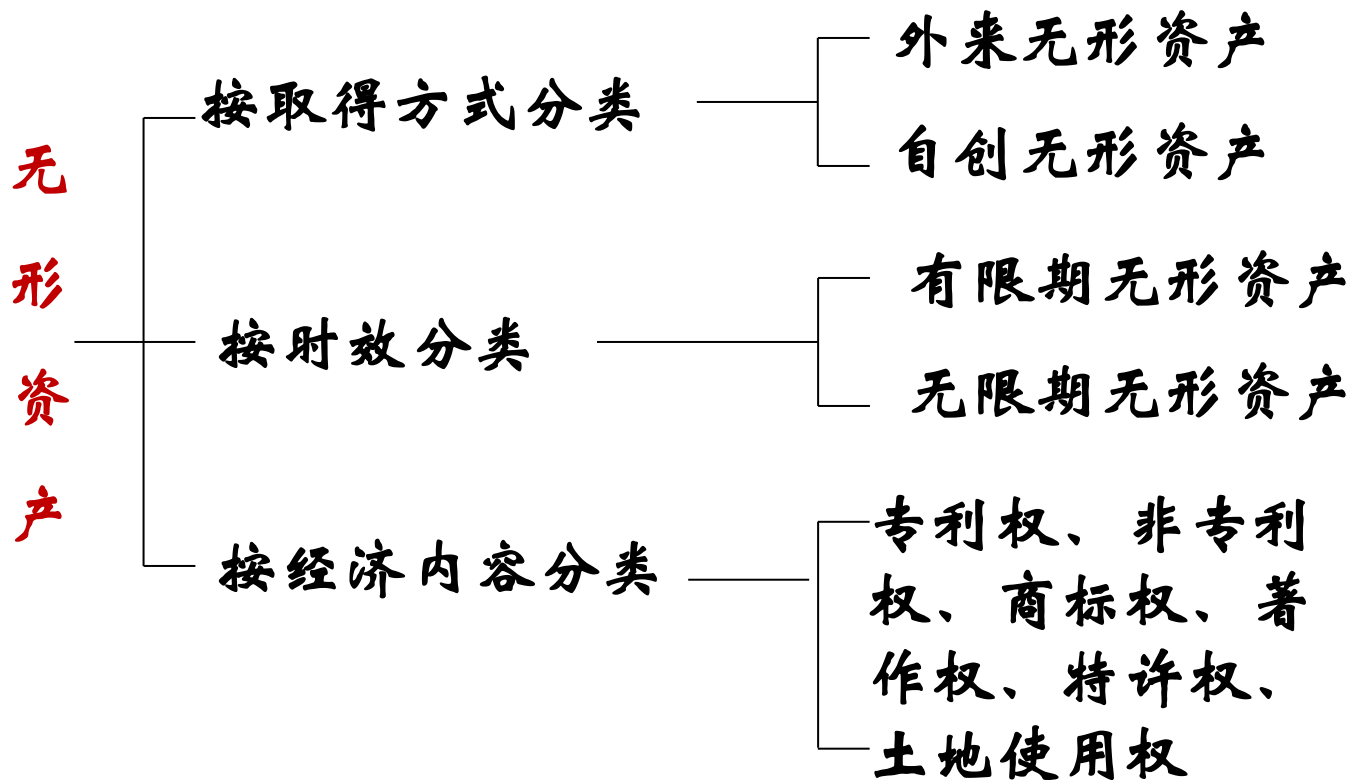 无形资产
按取得方式分类
外来无形资产
自创无形资产
按时效分类
有限期无形资产
无限期无形资产
按经济内容分类
专利权、非专利
权、商标权、著
作权、特许权、
土地使用权